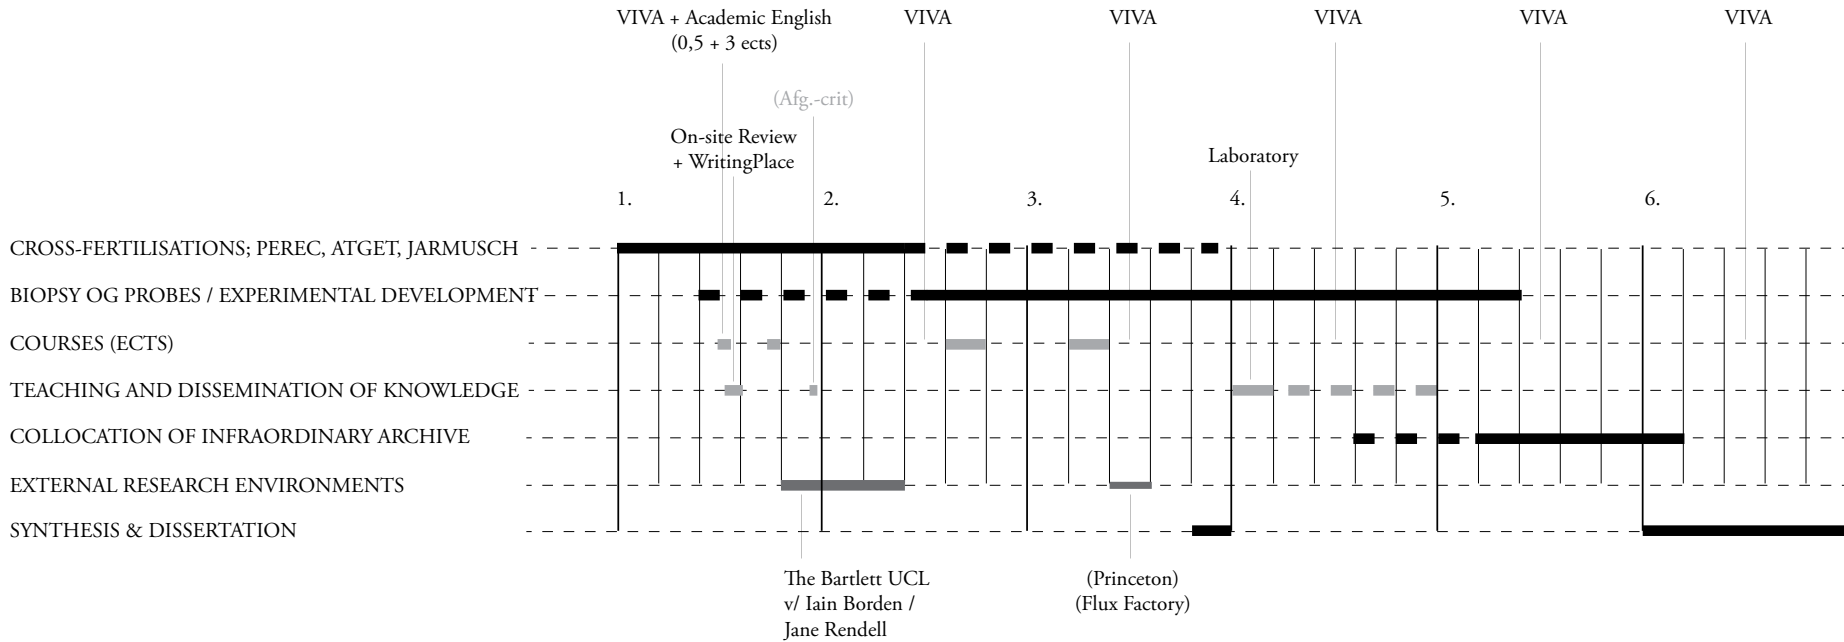 VIVA + Academic English
(0,5 + 3 ects)
VIVA
VIVA
VIVA
VIVA
VIVA
(Afg.-crit)
On-site Review
+ WritingPlace
Laboratory
1.
2.
3.
4.
5.
6.
CROSS-FERTILISATIONS; PEREC, ATGET, JARMUSCH
BIOPSY OG PROBES / EXPERIMENTAL DEVELOPMENT
COURSES (ECTS)
TEACHING AND DISSEMINATION OF KNOWLEDGE
COLLOCATION OF INFRAORDINARY ARCHIVE
EXTERNAL RESEARCH ENVIRONMENTS
SYNTHESIS & DISSERTATION
The Bartlett UCL
v/ Iain Borden /
Jane Rendell
(Princeton)
(Flux Factory)